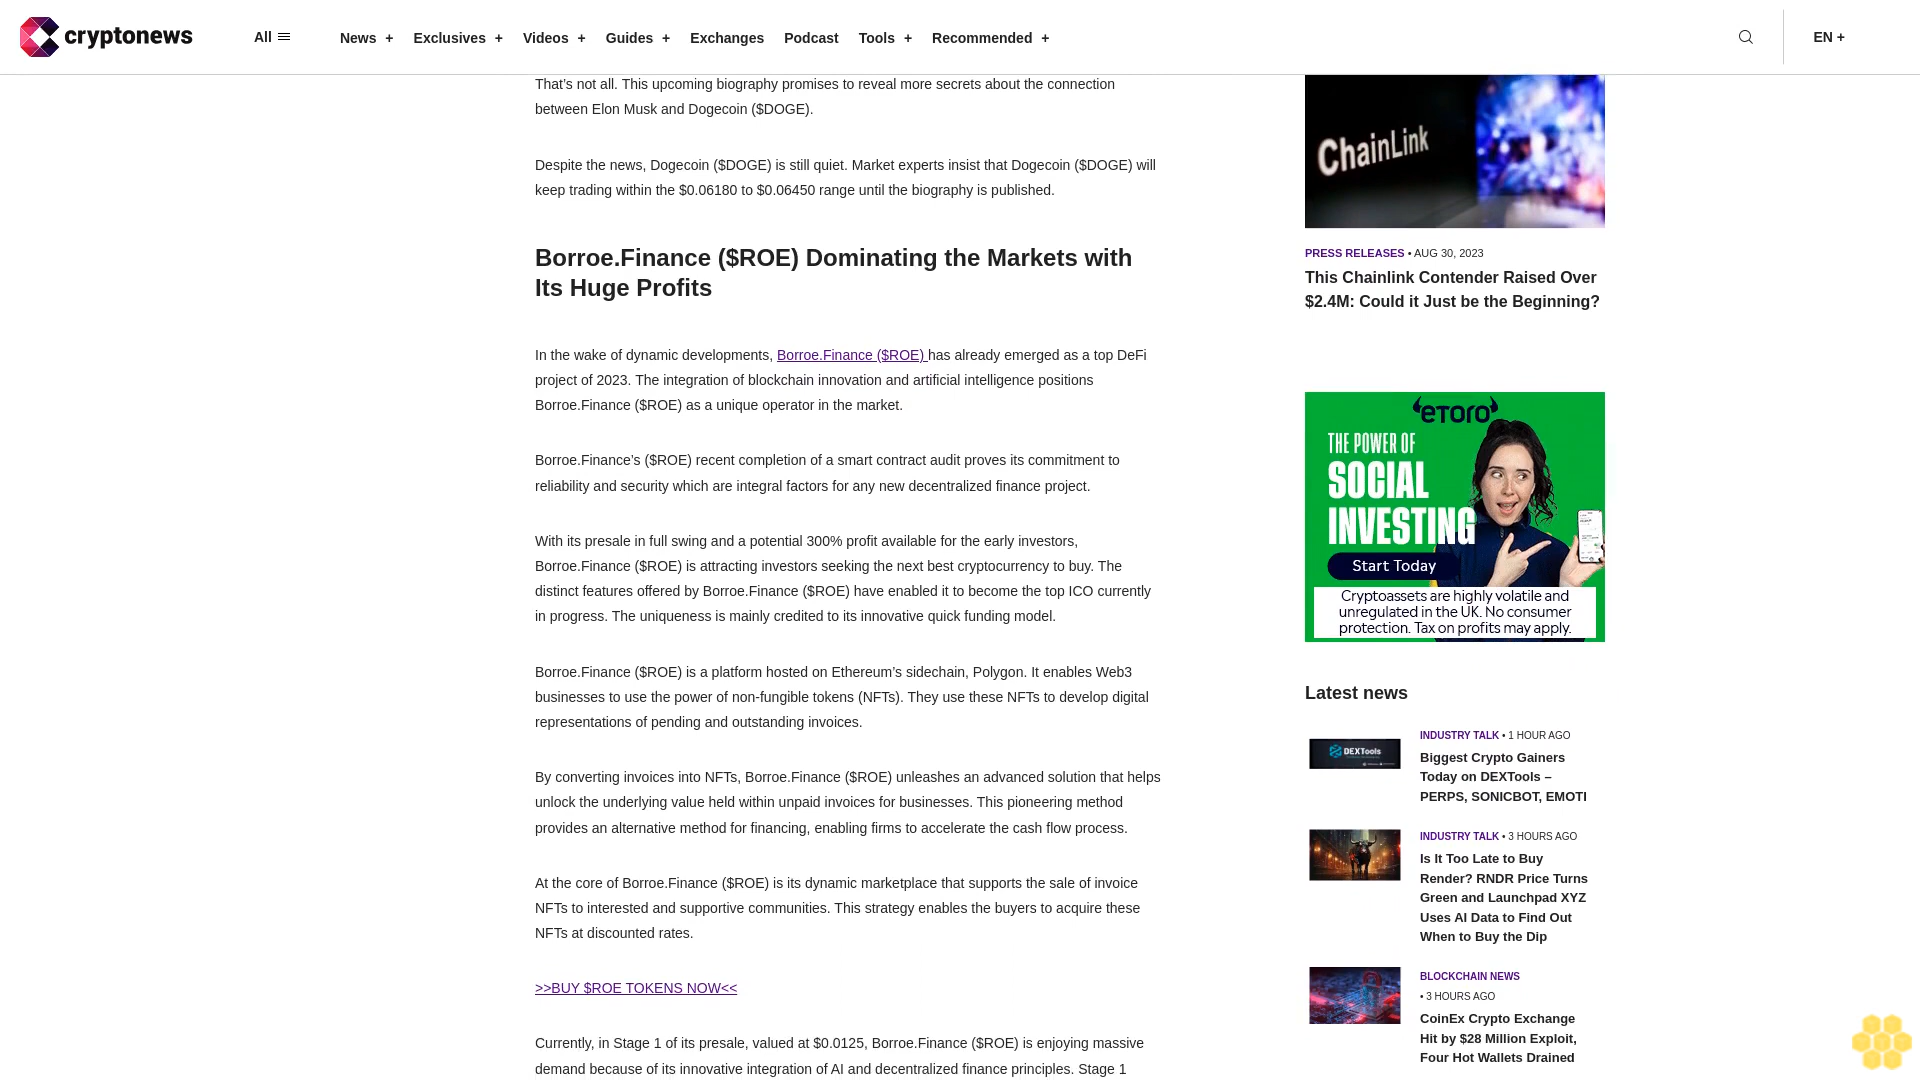 cryptonews
All
News +
Exclusives +
Videos +
Guides +
Exchanges
Podcast
Tools +
Recommended +
EN +
That’s not all. This upcoming biography promises to reveal more secrets about the connection
between Elon Musk and Dogecoin ($DOGE).
Despite the news, Dogecoin ($DOGE) is still quiet. Market experts insist that Dogecoin ($DOGE) will
keep trading within the $0.06180 to $0.06450 range until the biography is published.
Borroe.Finance ($ROE) Dominating the Markets with
Its Huge Profits
In the wake of dynamic developments, Borroe.Finance ($ROE) has already emerged as a top DeFi
project of 2023. The integration of blockchain innovation and artificial intelligence positions
Borroe.Finance ($ROE) as a unique operator in the market.
Borroe.Finance’s ($ROE) recent completion of a smart contract audit proves its commitment to
reliability and security which are integral factors for any new decentralized finance project.
With its presale in full swing and a potential 300% profit available for the early investors,
Borroe.Finance ($ROE) is attracting investors seeking the next best cryptocurrency to buy. The
distinct features offered by Borroe.Finance ($ROE) have enabled it to become the top ICO currently
in progress. The uniqueness is mainly credited to its innovative quick funding model.
Borroe.Finance ($ROE) is a platform hosted on Ethereum’s sidechain, Polygon. It enables Web3
businesses to use the power of non-fungible tokens (NFTs). They use these NFTs to develop digital
representations of pending and outstanding invoices.
By converting invoices into NFTs, Borroe.Finance ($ROE) unleashes an advanced solution that helps
unlock the underlying value held within unpaid invoices for businesses. This pioneering method
provides an alternative method for financing, enabling firms to accelerate the cash flow process.
At the core of Borroe.Finance ($ROE) is its dynamic marketplace that supports the sale of invoice
NFTs to interested and supportive communities. This strategy enables the buyers to acquire these
NFTs at discounted rates.
>>BUY $ROE TOKENS NOW<<
Currently, in Stage 1 of its presale, valued at $0.0125, Borroe.Finance ($ROE) is enjoying massive
demand because of its innovative integration of AI and decentralized finance principles. Stage 1
ChainLink
PRESS RELEASES • AUG 30, 2023
This Chainlink Contender Raised Over
$2.4M: Could it Just be the Beginning?
eToro
THE POWER OF
SOCIAL
INVESTING
Start Today
Cryptoassets are highly volatile and
unregulated in the UK. No consumer
protection. Tax on profits may apply.
Latest news
DEXTools
INDUSTRY TALK • 1 HOUR AGO
Biggest Crypto Gainers
Today on DEXTools –
PERPS, SONICBOT, EMOTI
INDUSTRY TALK • 3 HOURS AGO
Is It Too Late to Buy
Render? RNDR Price Turns
Green and Launchpad XYZ
Uses AI Data to Find Out
When to Buy the Dip
BLOCKCHAIN NEWS
• 3 HOURS AGO
CoinEx Crypto Exchange
Hit by $28 Million Exploit,
Four Hot Wallets Drained